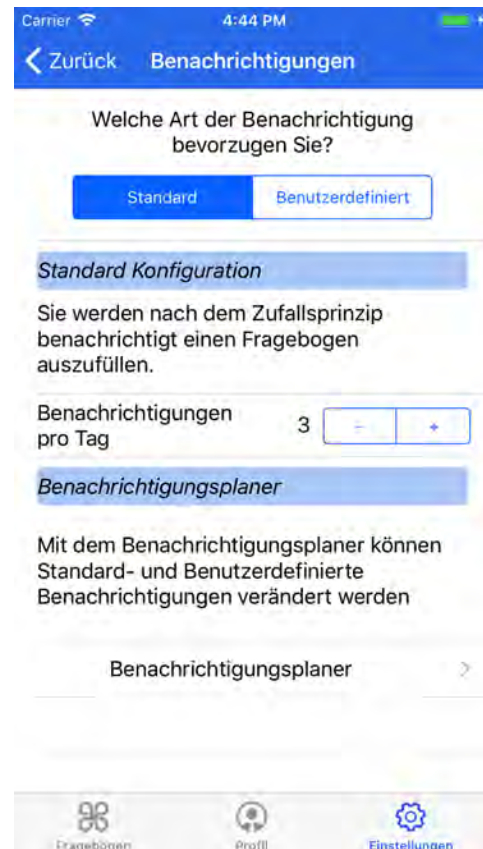 Carrier 4:44 PM
Zurück Benachrichtigungen
Welche Art der Benachrichtigung
bevorzugen Sie?
Standard Benutzerdefiniert
Standard Konfiguration
Sie werden nach dem Zufallsprinzip
benachrichtigt einen Fragebogen
auszufüllen.
Benachrichtigungen
pro Tag
3 - +
Benachrichtigungsplaner
Mit dem Benachrichtigungsplaner können
Standard- und Benutzerdefinierte
Benachrichtigungen verändert werden
Benachrichtigungsplaner
Fragebögen Profil Einstellungen